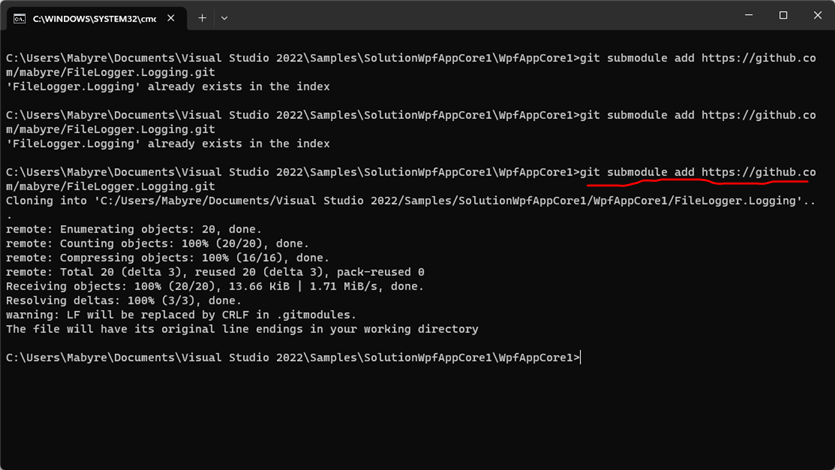 C:\WINDOWS\SYSTEM32\cmd
C:\Users\Mabyre\Documents\Visual Studio 2022\Samples\SolutionWpfAppCore1\WpfAppCore1>git submodule add https://github.co
m/mabyre/FileLogger.Logging.git
'FileLogger.Logging' already exists in the index
C:\Users\Mabyre\Documents\Visual Studio 2022\Samples\SolutionWpfAppCore1\WpfAppCore1>git submodule add https://github.co
m/mabyre/FileLogger.Logging.git
'FileLogger.Logging' already exists in the index
C:\Users\Mabyre\Documents\Visual Studio 2022\Samples\SolutionWpfAppCore1\WpfAppCore1>git submodule add https://github.co
m/mabyre/FileLogger.Logging.git
Cloning into 'C:/Users/Mabyre/Documents/Visual Studio 2022/Samples/SolutionWpfAppCore1/WpfAppCore1/FileLogger.Logging'..
.
remote: Enumerating objects: 20, done.
remote: Counting objects: 100% (20/20), done.
remote: Compressing objects: 100% (16/16), done.
remote: Total 20 (delta 3), reused 20 (delta 3), pack-reused 0
Receiving objects: 100% (20/20), 13.66 KiB | 1.71 MiB/s, done.
Resolving deltas: 100% (3/3), done.
warning: LF will be replaced by CRLF in .gitmodules.
The file will have its original line endings in your working directory
C:\Users\Mabyre\Documents\Visual Studio 2022\Samples\SolutionWpfAppCore1\WpfAppCore1>